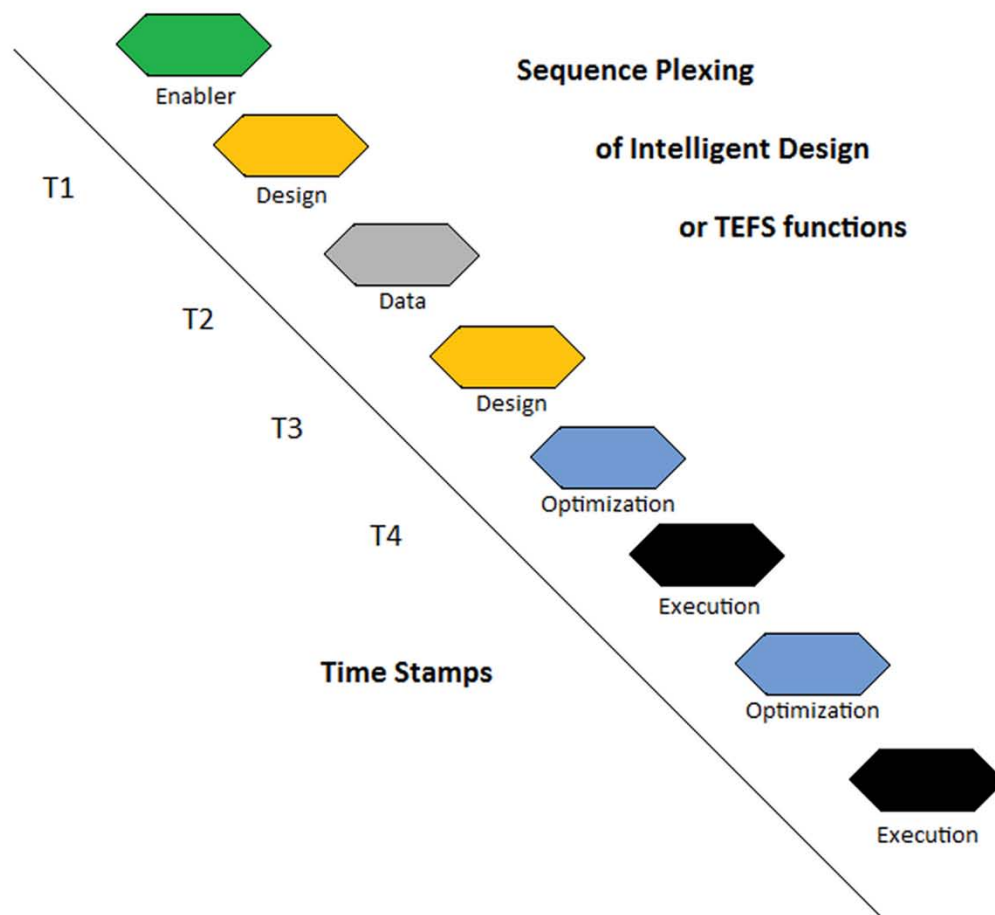 Enabler
Sequence Plexing
of Intelligent Design
or TEFS functions
T1
Design
Data
T2
Design
T3
Optimization
T4
Execution
Time Stamps
Optimization
Execution